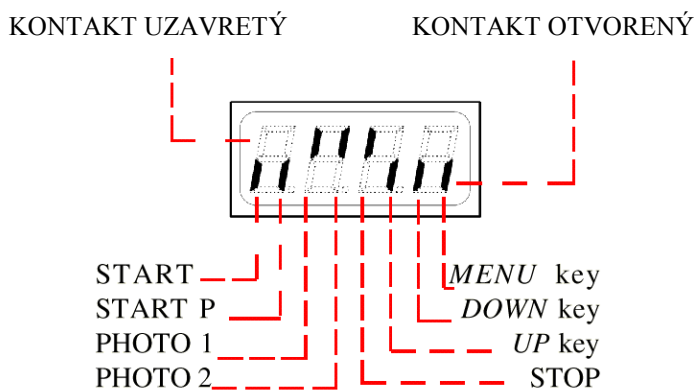 KONTAKT UZAVRETÝ KONTAKT OTVORENÝ
START MENU key
START P DOWN key
PHOTO 1 UP key
PHOTO 2 STOP